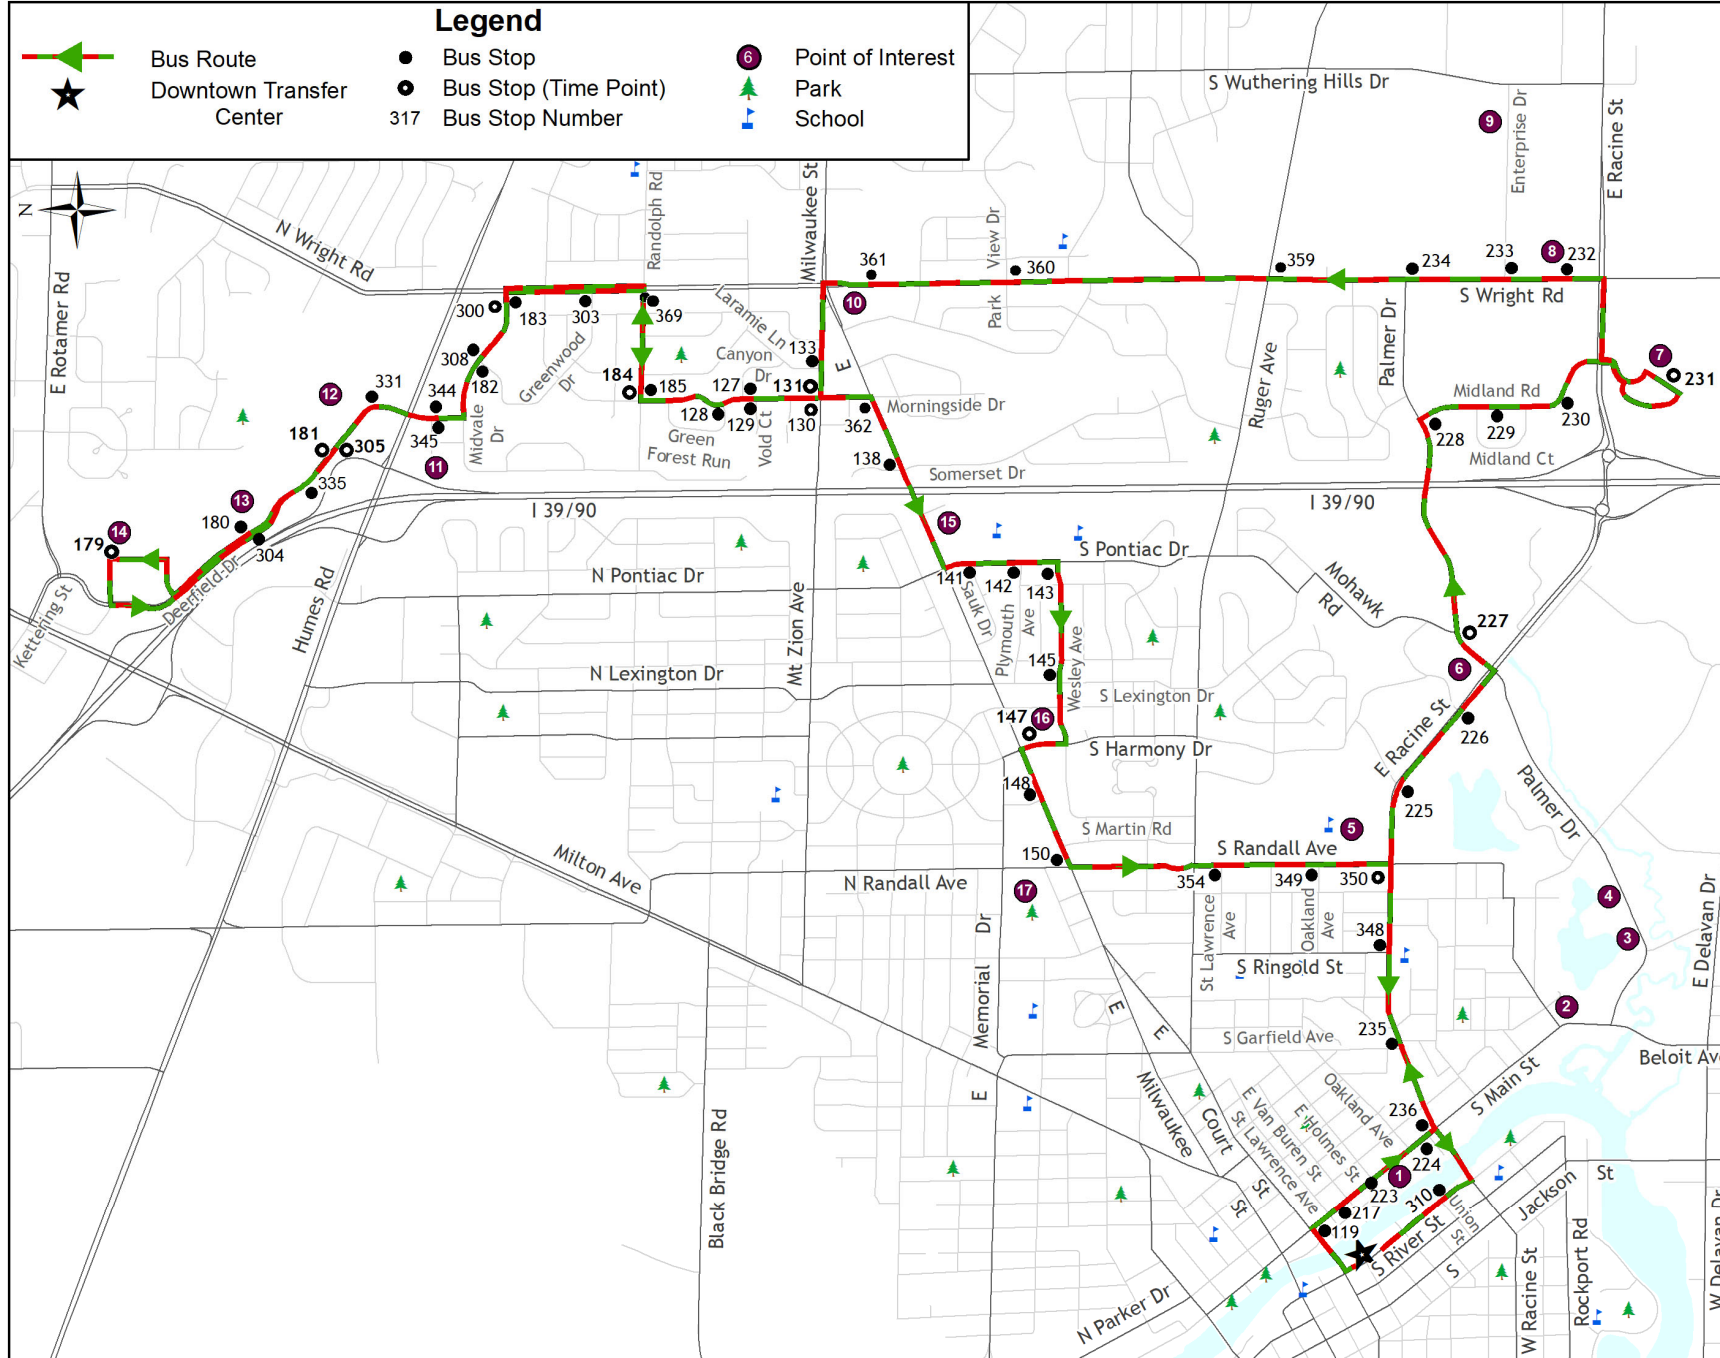 Legend
Bus Route
Downtown Transfer
Center
Bus Stop
Bus Stop (Time Point)
317 Bus Stop Number
6 Point of Interest
Park
School
N
S Wuthering Hills Dr
9
Enterprise Dr
E Racine St
N Wright Rd
Randolph Rd
Milwaukee St
E
View Dr
Park
361
360
359
234
233
8
232
S Wright Rd
E Rotamer Rd
300
183
303
369
Laramie Ln
10
Ruger Ave
Palmer Dr
7
231
308
182
Greenwood
Dr
Canyon
Dr
133
12
331
344
345
Midvale
Dr
184
185
127
131
128
129
130
Green
Forest Run
Vold Ct
362
Morningside Dr
138
Somerset Dr
Midland Rd
228
229
230
Midland Ct
181
305
11
335
13
180
304
I 39/90
I 39/90
14
179
Deerfield Dr
Kettering St
Humes Rd
15
S Pontiac Dr
N Pontiac Dr
141
142
143
Sauk Dr
Plymouth
Ave
Mt Zion Ave
Mohawk
Rd
227
145
Wesley Ave
N Lexington Dr
S Lexington Dr
6
147
16
S Harmony Dr
E Racine St
226
225
Palmer Dr
148
S Martin Rd
5
150
S Randall Ave
Milton Ave
N Randall Ave
17
354
349
350
4
3
2
St Lawrence
Ave
Oakland
Ave
348
S Ringold St
E Delavan Dr
Memorial Dr
E
E
E
S Garfield Ave
235
Beloit Ave
S Main St
Milwaukee
St
Court
St
E Van Buren St
St Lawrence Ave
E Holmes St
Oakland Ave
236
224
1
223
217
119
310
Union
St
S River St
S Jackson St
Black Bridge Rd
N Parker Dr
W Racine St
Rockport Rd
W Delavan Dr